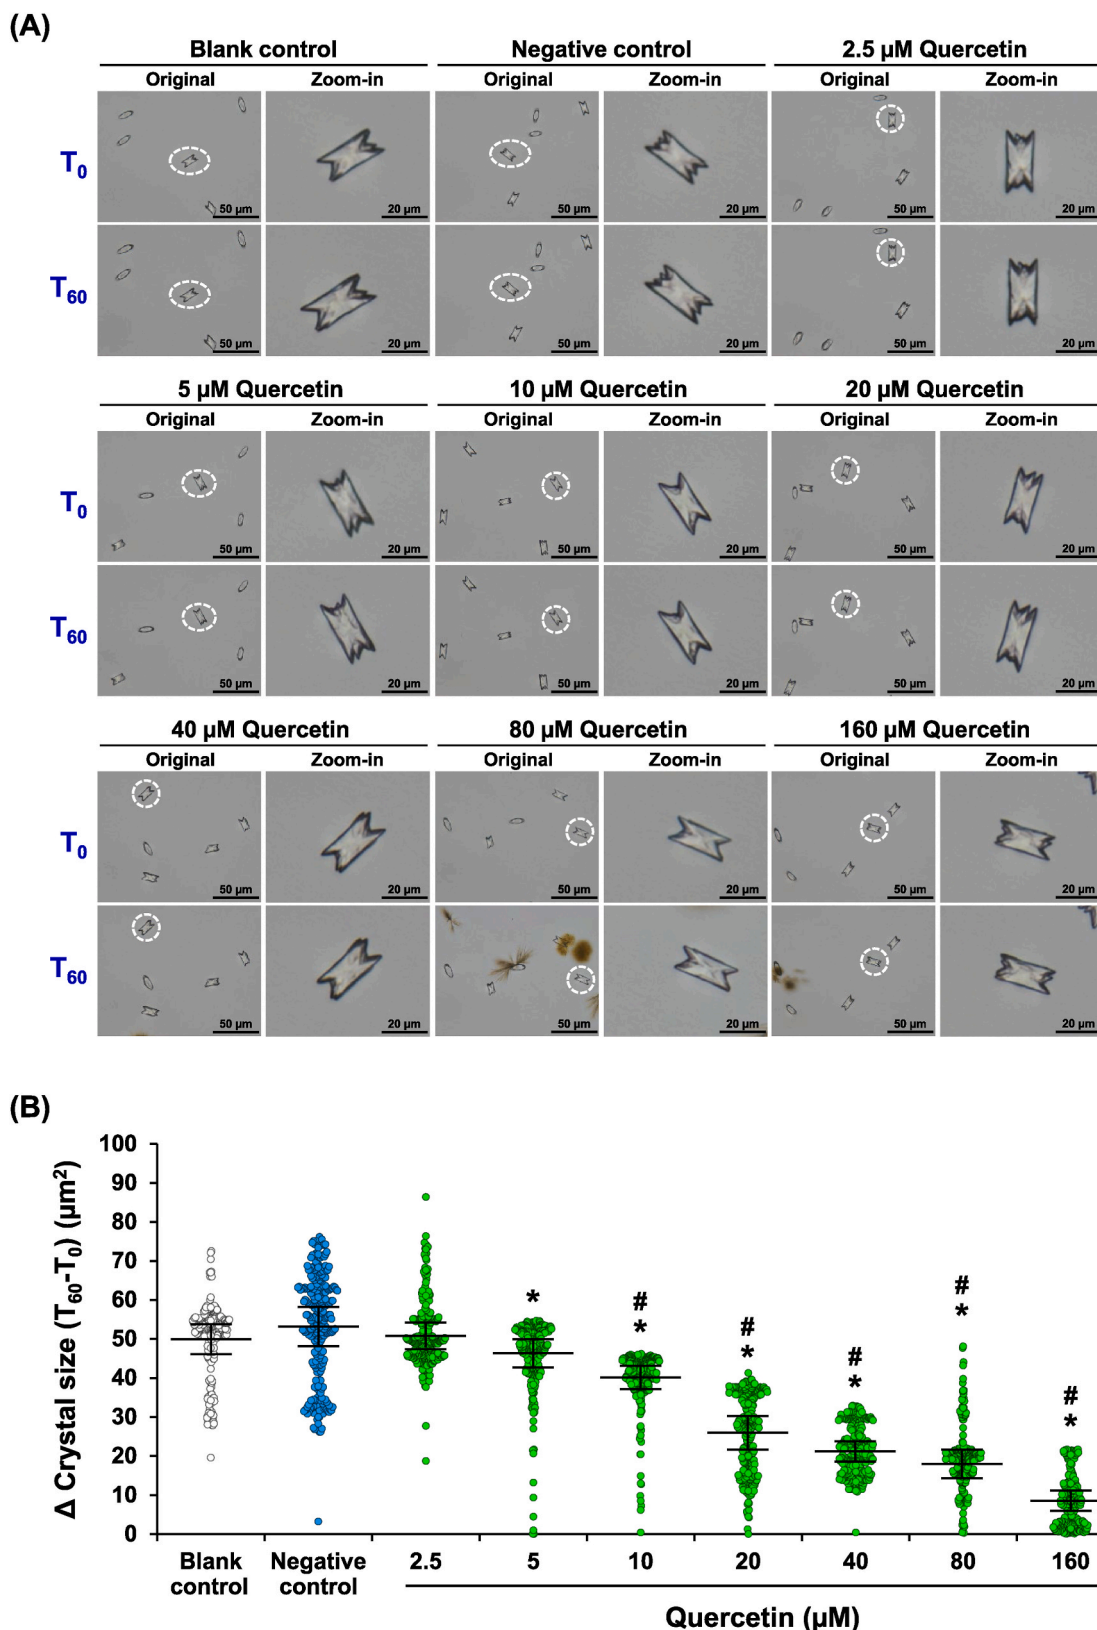 (A)
Blank control Negative control 2.5 µM Quercetin
Original Zoom-in Original Zoom-in Original Zoom-in
T0
50 µm 20 µm 50 µm 20 µm 50 µm 20 µm
T60
50 µm 20 µm 50 µm 20 µm 50 µm 20 µm
5 µM Quercetin 10 µM Quercetin 20 µM Quercetin
Original Zoom-in Original Zoom-in Original Zoom-in
T0
50 µm 20 µm 50 µm 20 µm 50 µm 20 µm
T60
50 µm 20 µm 50 µm 20 µm 50 µm 20 µm
40 µM Quercetin 80 µM Quercetin 160 µM Quercetin
Original Zoom-in Original Zoom-in Original Zoom-in
T0
50 µm 20 µm 50 µm 20 µm 50 µm 20 µm
T60
50 µm 20 µm 50 µm 20 µm 50 µm 20 µm
(B)
Δ Crystal size (T60-T0) (µm²)
100
90
80
70
60
50
40
30
20
10
0
* # * # * # * # * # *
Blank control Negative control 2.5 5 10 20 40 80 160
Quercetin (µM)